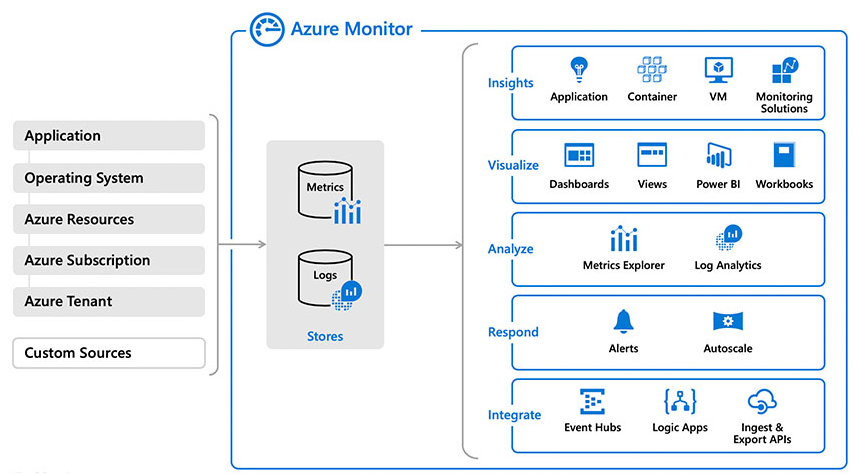 Azure Monitor
Application
Operating System
Azure Resources
Azure Subscription
Azure Tenant
Custom Sources
Metrics
Logs
Stores
Insights
Application
Container
VM
Monitoring
Solutions
Visualize
Dashboards
Views
Power BI
Workbooks
Analyze
Metrics Explorer
Log Analytics
Respond
Alerts
Autoscale
Integrate
Event Hubs
Logic Apps
Ingest &
Export APIs